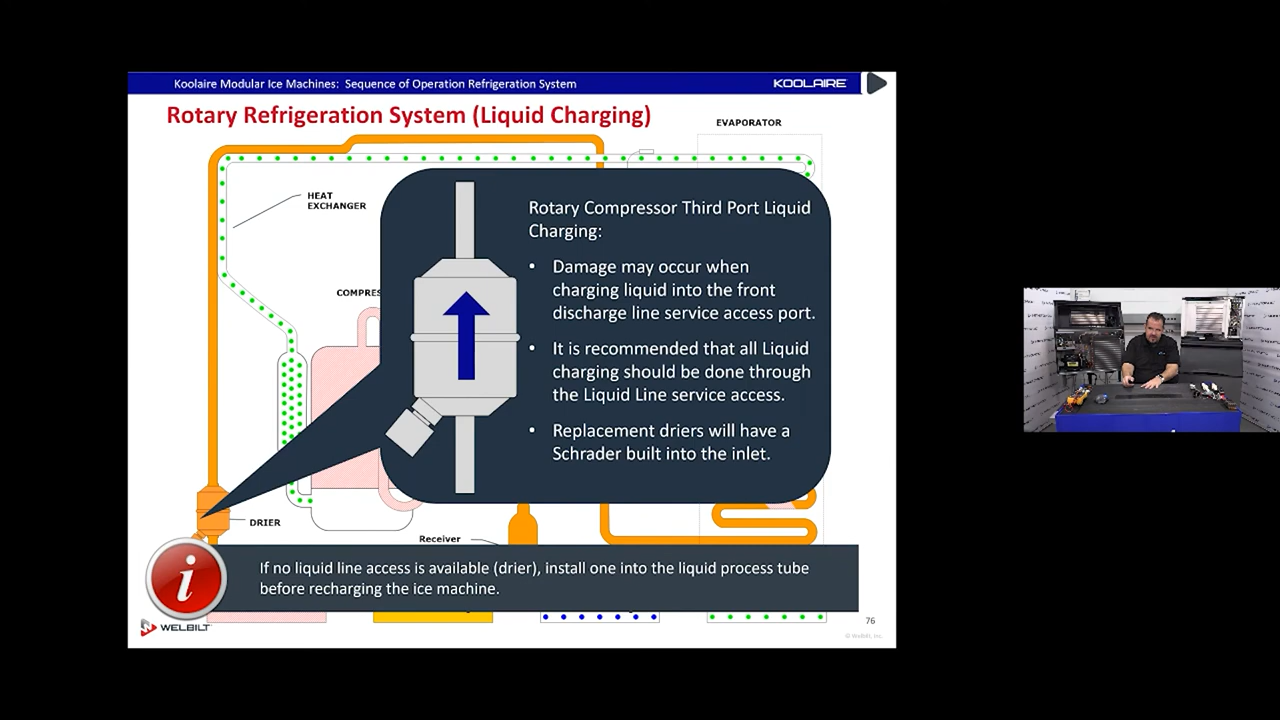 Koolaire Modular Ice Machines: Sequence of Operation Refrigeration System
KOOLAIRE
Rotary Refrigeration System (Liquid Charging)
EVAPORATOR
HEAT
EXCHANGER
COMPRES
Rotary Compressor Third Port Liquid
Charging:
• Damage may occur when
charging liquid into the front
discharge line service access port.
• It is recommended that all Liquid
charging should be done through
the Liquid Line service access.
• Replacement driers will have a
Schrader built into the inlet.
DRIER
Receiver
i
If no liquid line access is available (drier), install one into the liquid process tube
before recharging the ice machine.
WELBILT
76
© Welbilt, Inc.